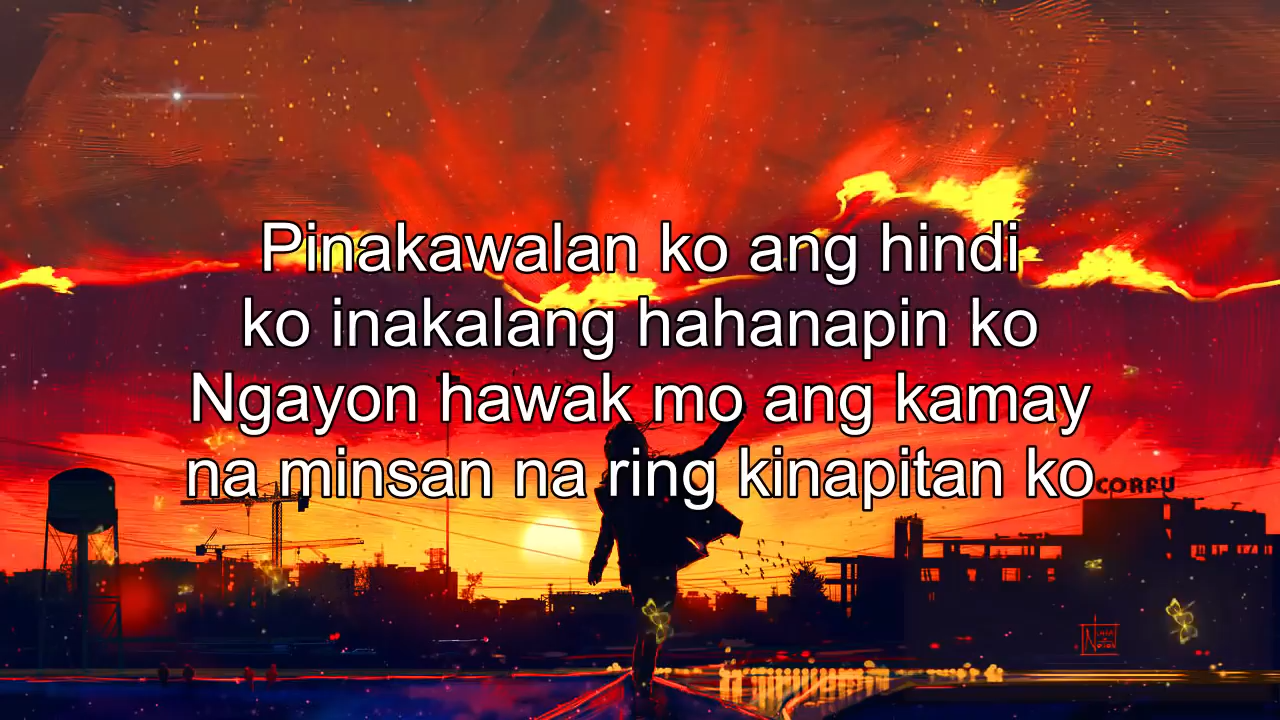 Pinakawalan ko ang hindi
ko inakalang hahanapin ko
Ngayon hawak mo ang kamay
na minsan na ring kinapitan ko
CORFU